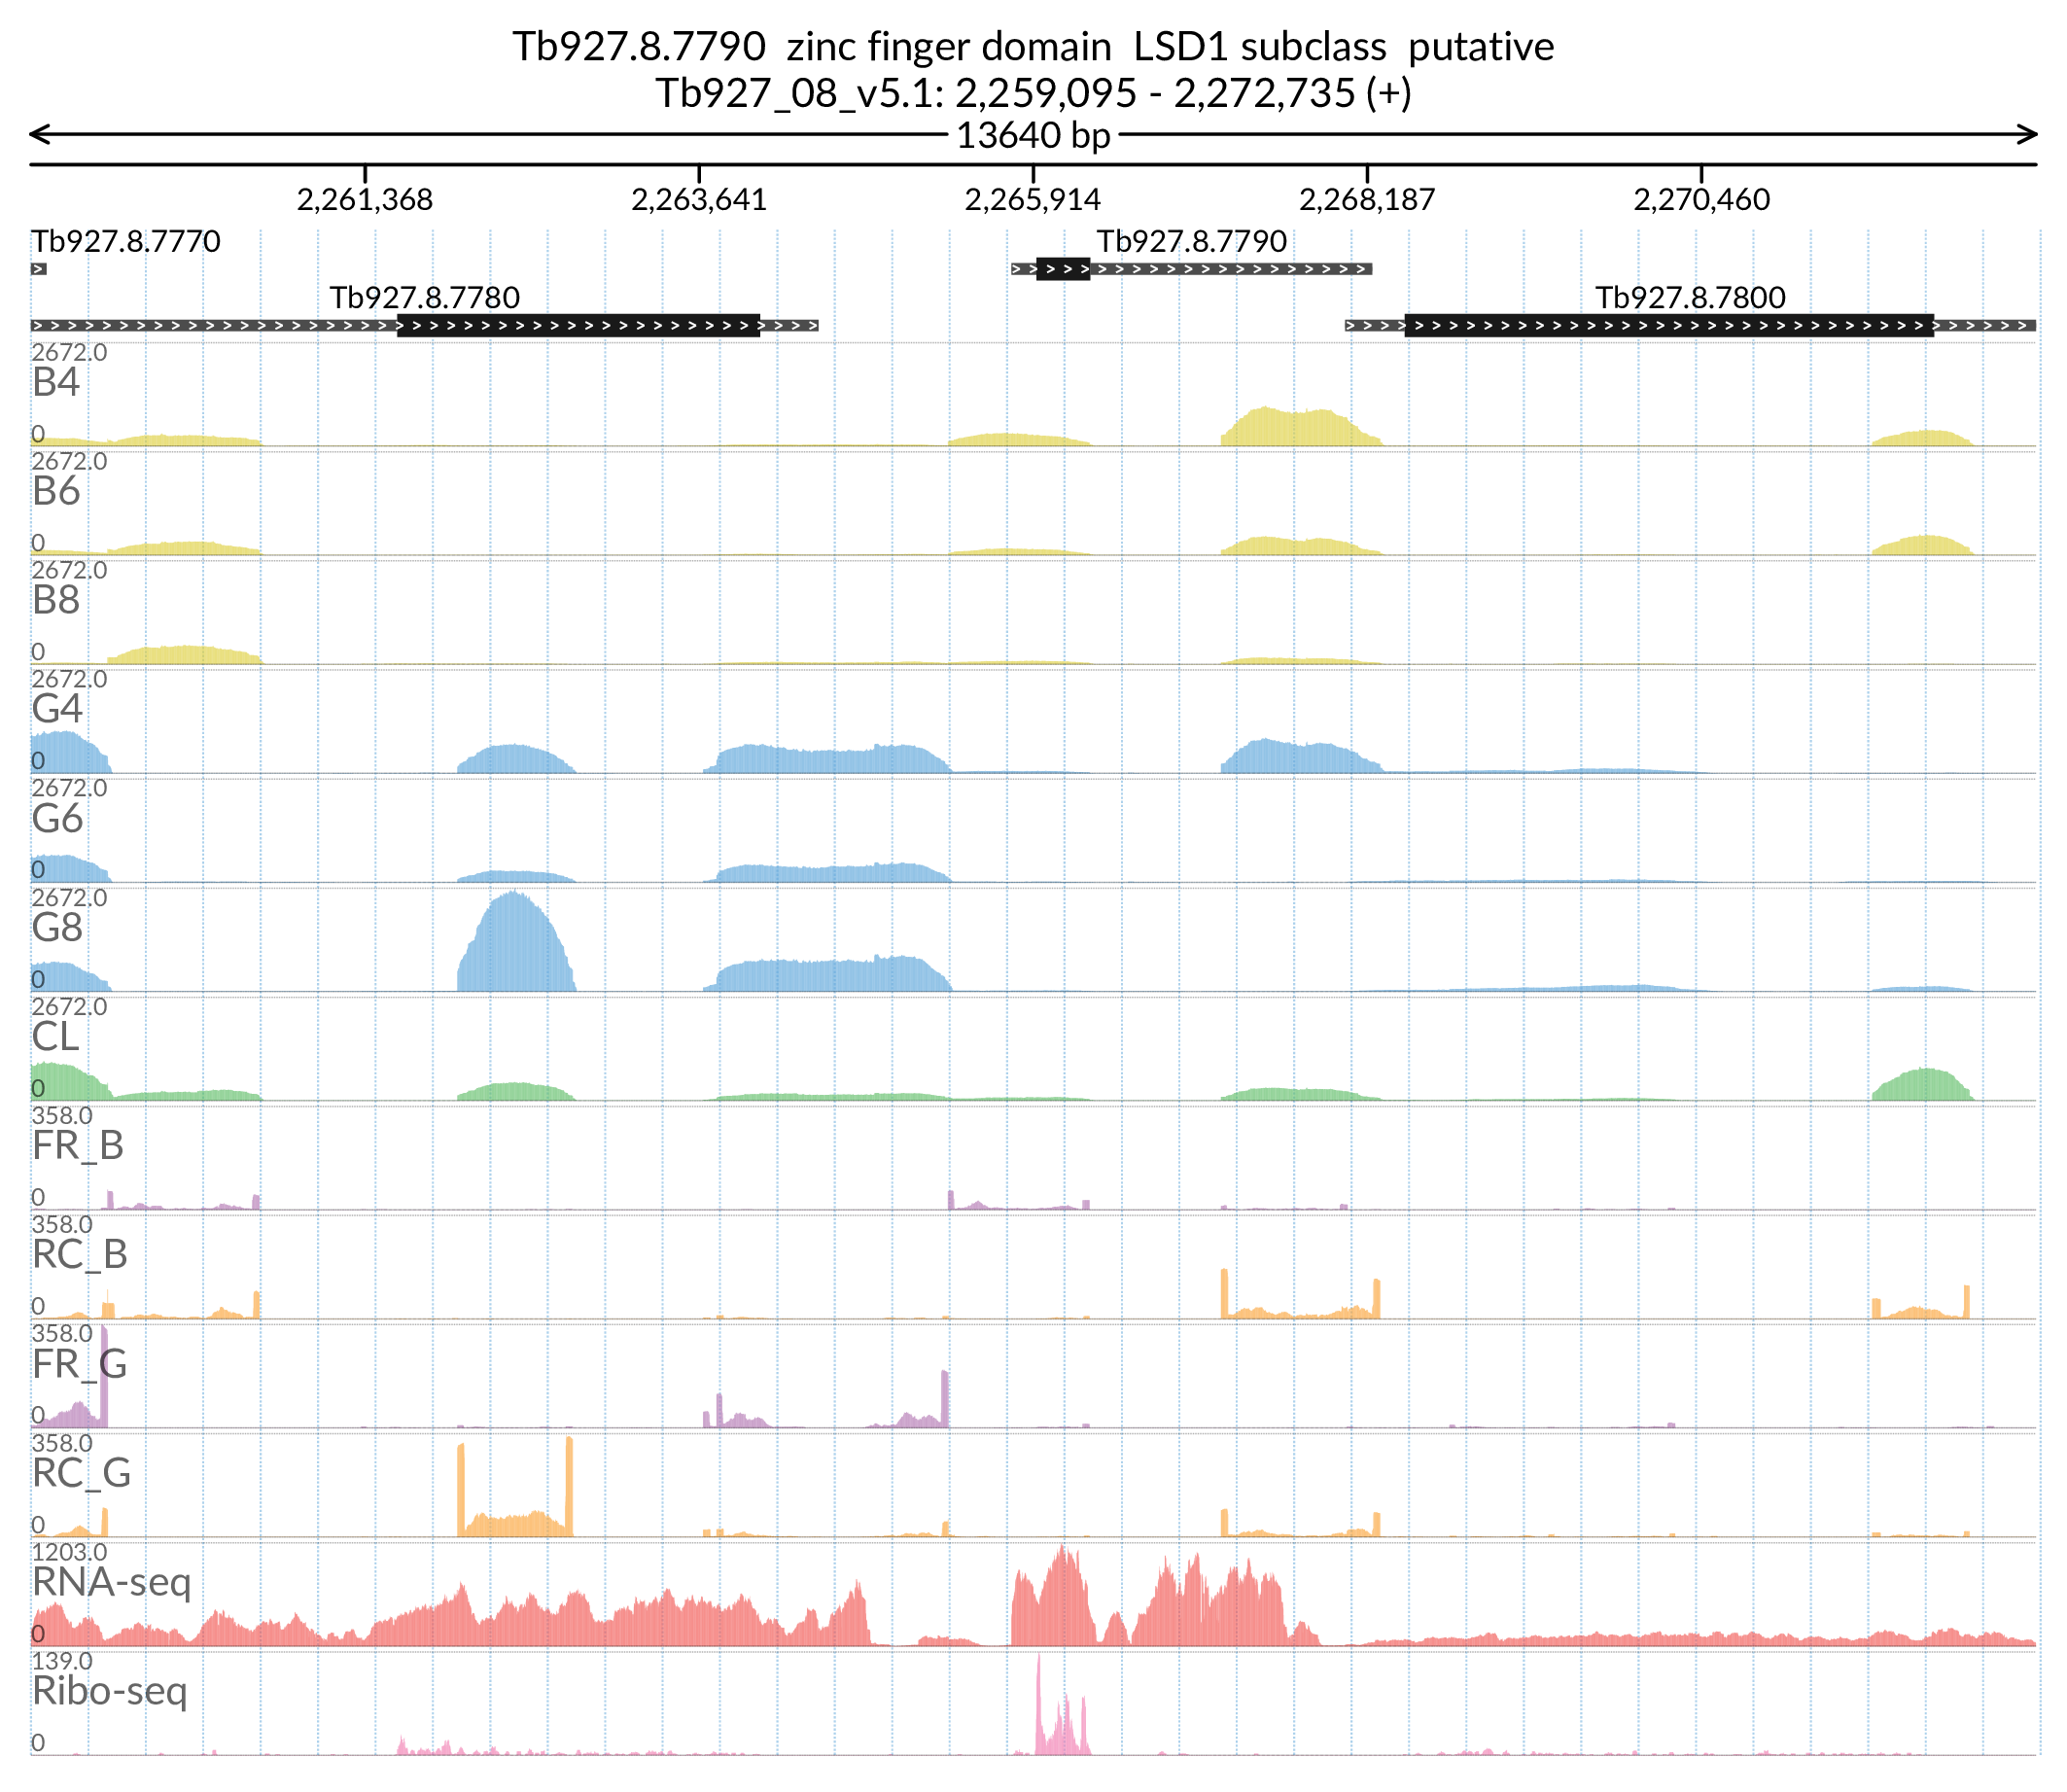 Tb927.8.7790  zinc finger domain  LSD1 subclass  putative
Tb927_08_v5.1: 2,259,095 - 2,272,735 (+)
13640 bp
2,261,368 2,263,641 2,265,914 2,268,187 2,270,460
Tb927.8.7770 Tb927.8.7790
Tb927.8.7780 Tb927.8.7800
2672.0
B4
0
2672.0
B6
0
2672.0
B8
0
2672.0
G4
0
2672.0
G6
0
2672.0
G8
0
2672.0
CL
0
358.0
FR_B
0
358.0
RC_B
0
358.0
FR_G
0
358.0
RC_G
0
1203.0
RNA-seq
0
139.0
Ribo-seq
0